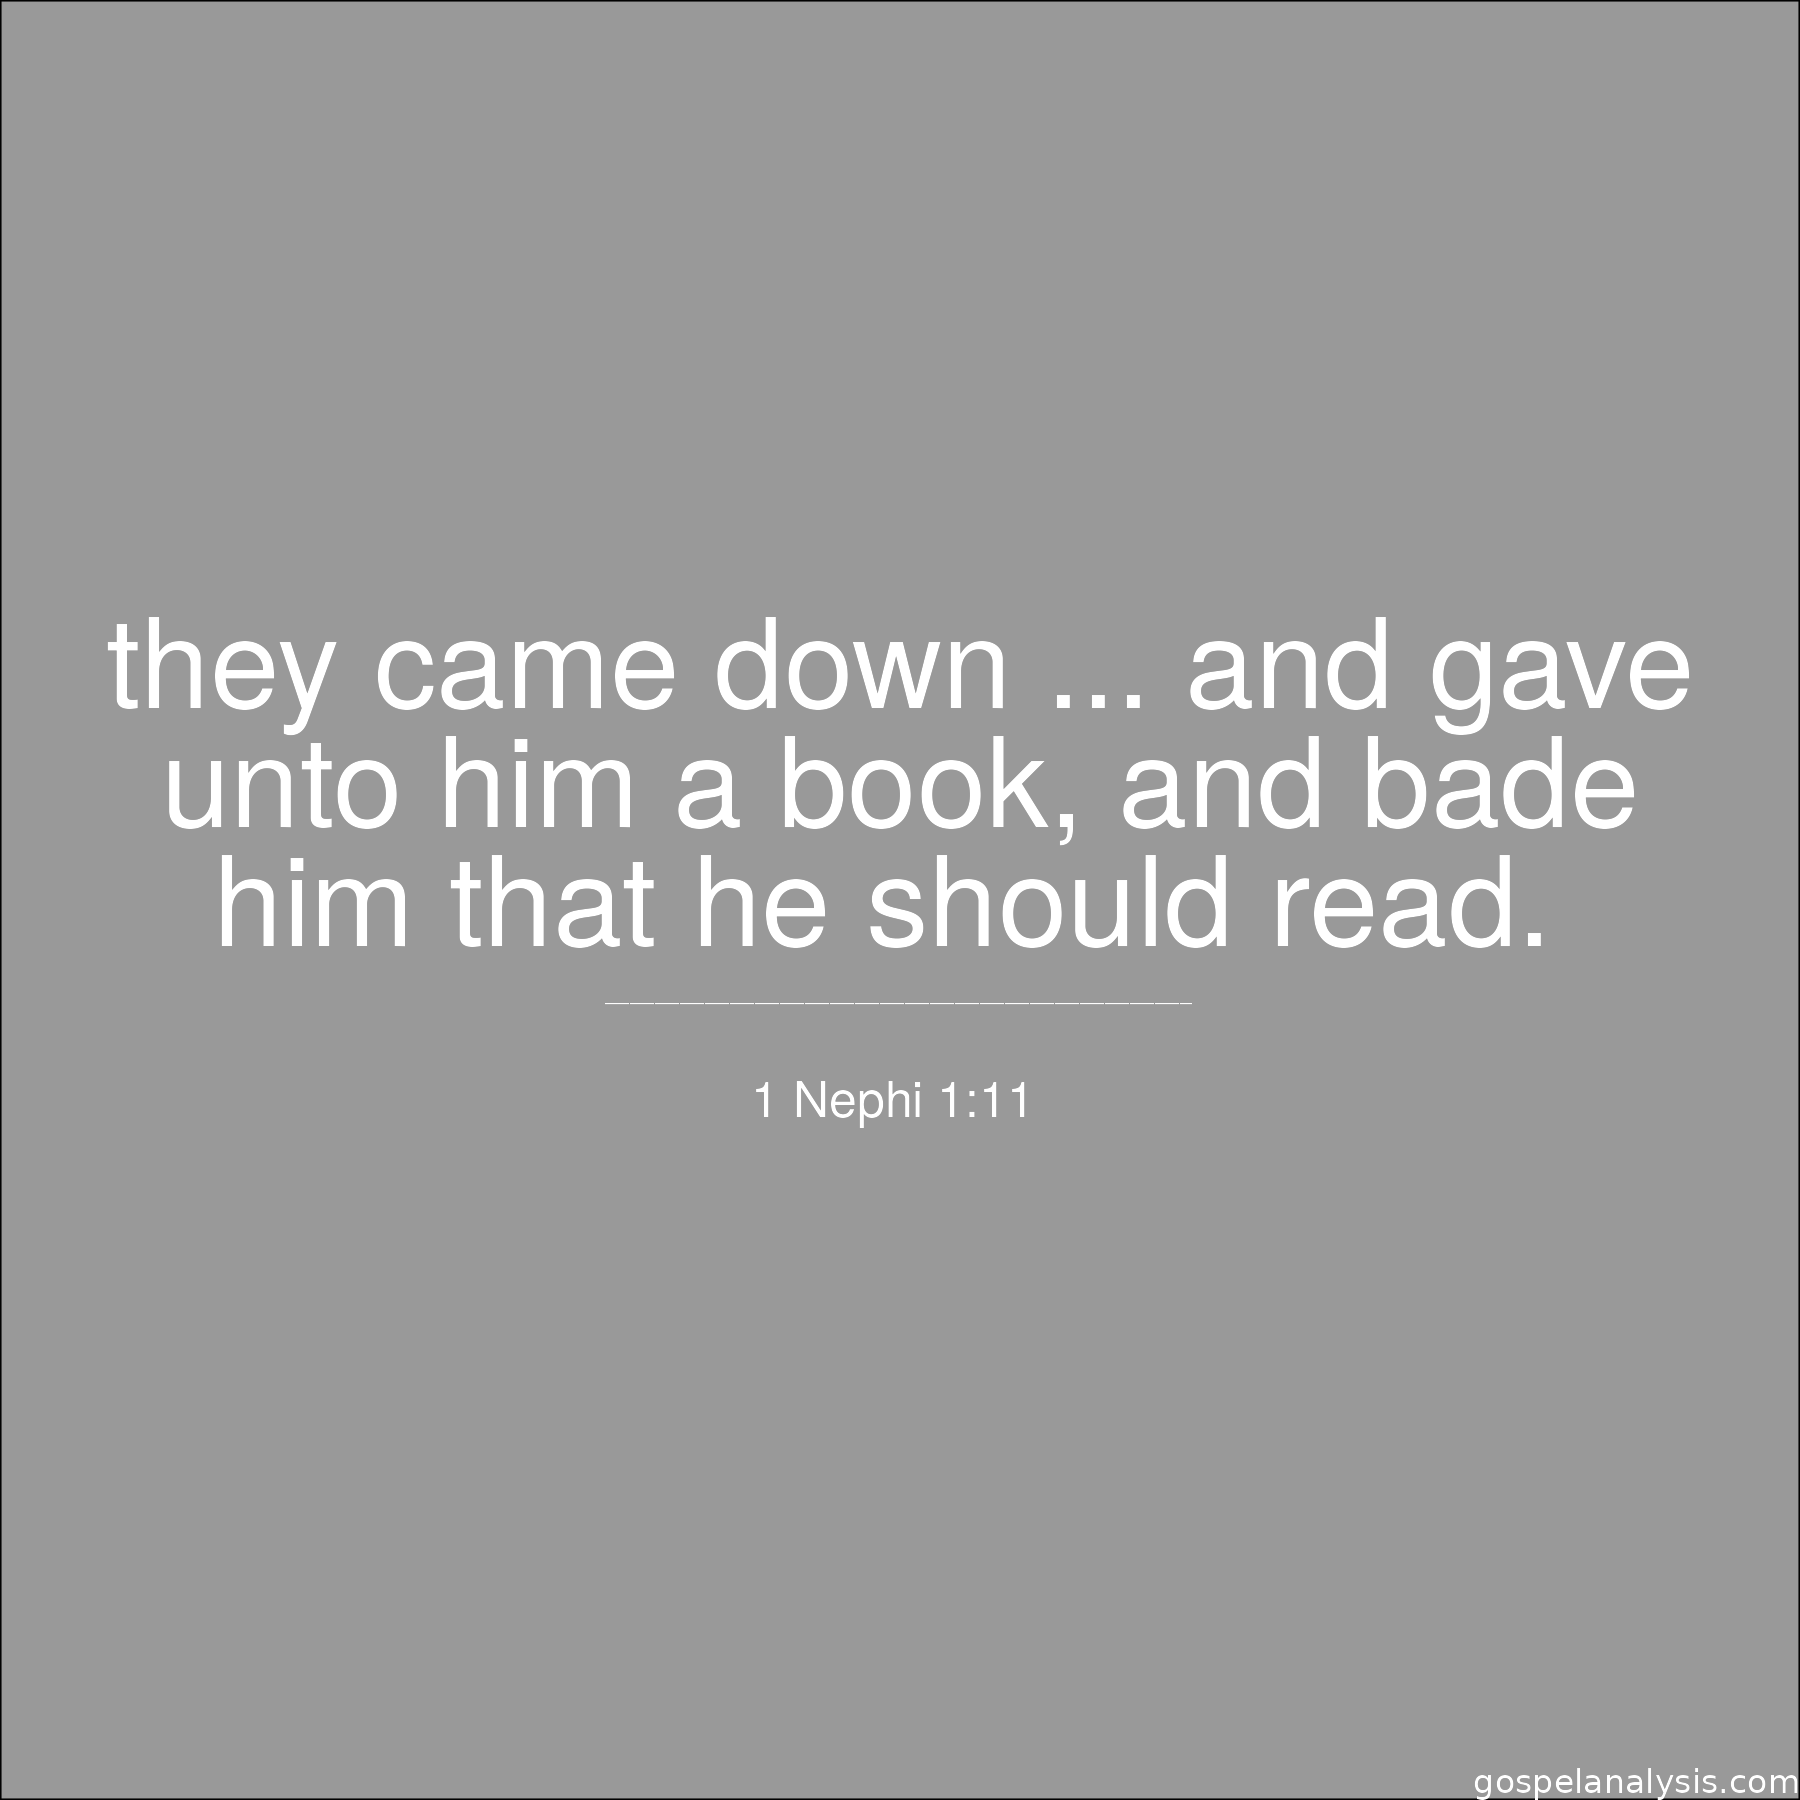 they came down ... and gave
unto him a book, and bade
him that he should read.
1 Nephi 1:11
gospelanalysis.com